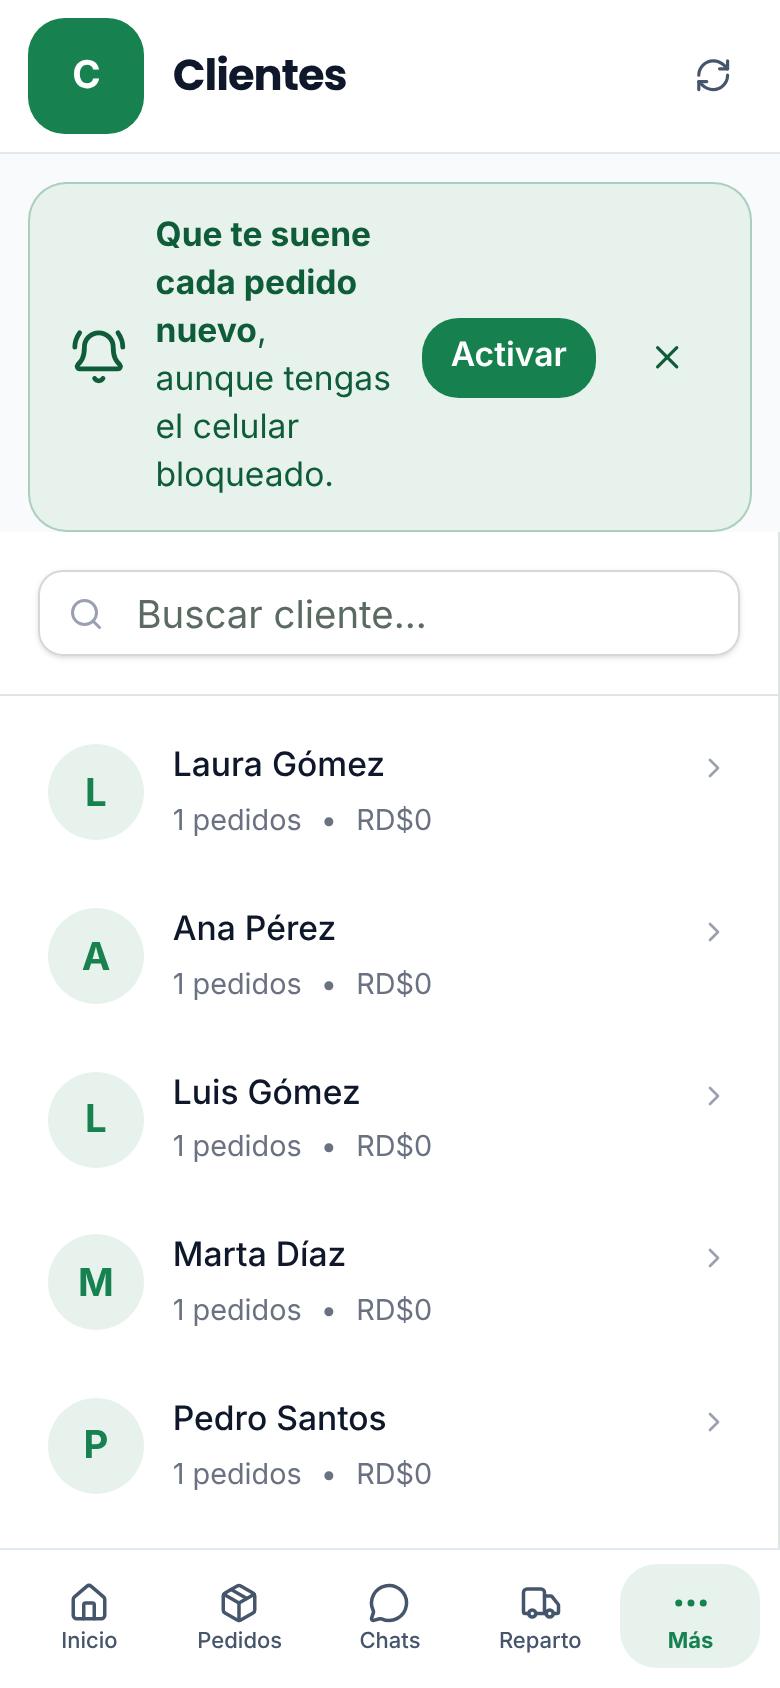 C
Clientes
Que te suene
cada pedido
nuevo,
aunque tengas
el celular
bloqueado.
Activar
Buscar cliente...
L
Laura Gómez
1 pedidos • RD$0
A
Ana Pérez
1 pedidos • RD$0
L
Luis Gómez
1 pedidos • RD$0
M
Marta Díaz
1 pedidos • RD$0
P
Pedro Santos
1 pedidos • RD$0
Inicio
Pedidos
Chats
Reparto
Más